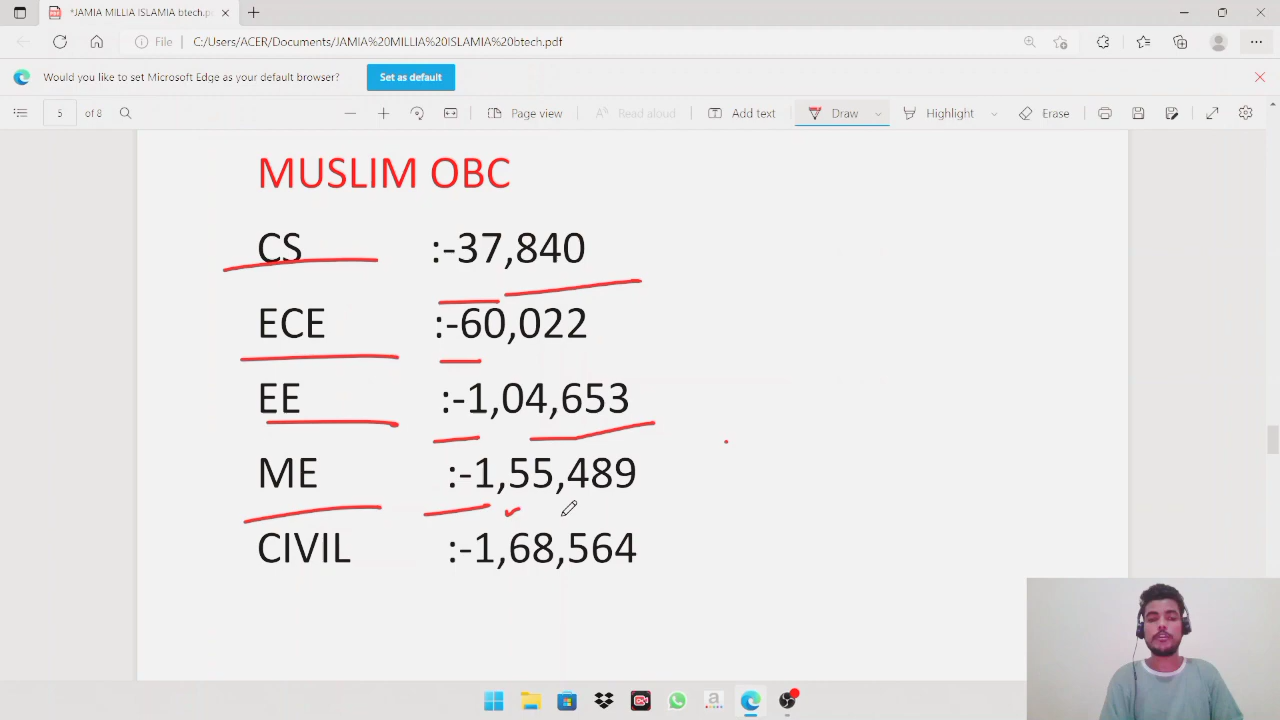 *JAMIA MILLIA ISLAMIA btech.pd
File C:/Users/ACER/Documents/JAMIA%20MILLIA%20ISLAMIA%20btech.pdf
Would you like to set Microsoft Edge as your default browser? Set as default
5 of 8 Page view Read aloud Add text Draw Highlight Erase
MUSLIM OBC
CS :-37,840
ECE :-60,022
EE :-1,04,653
ME :-1,55,489
CIVIL :-1,68,564